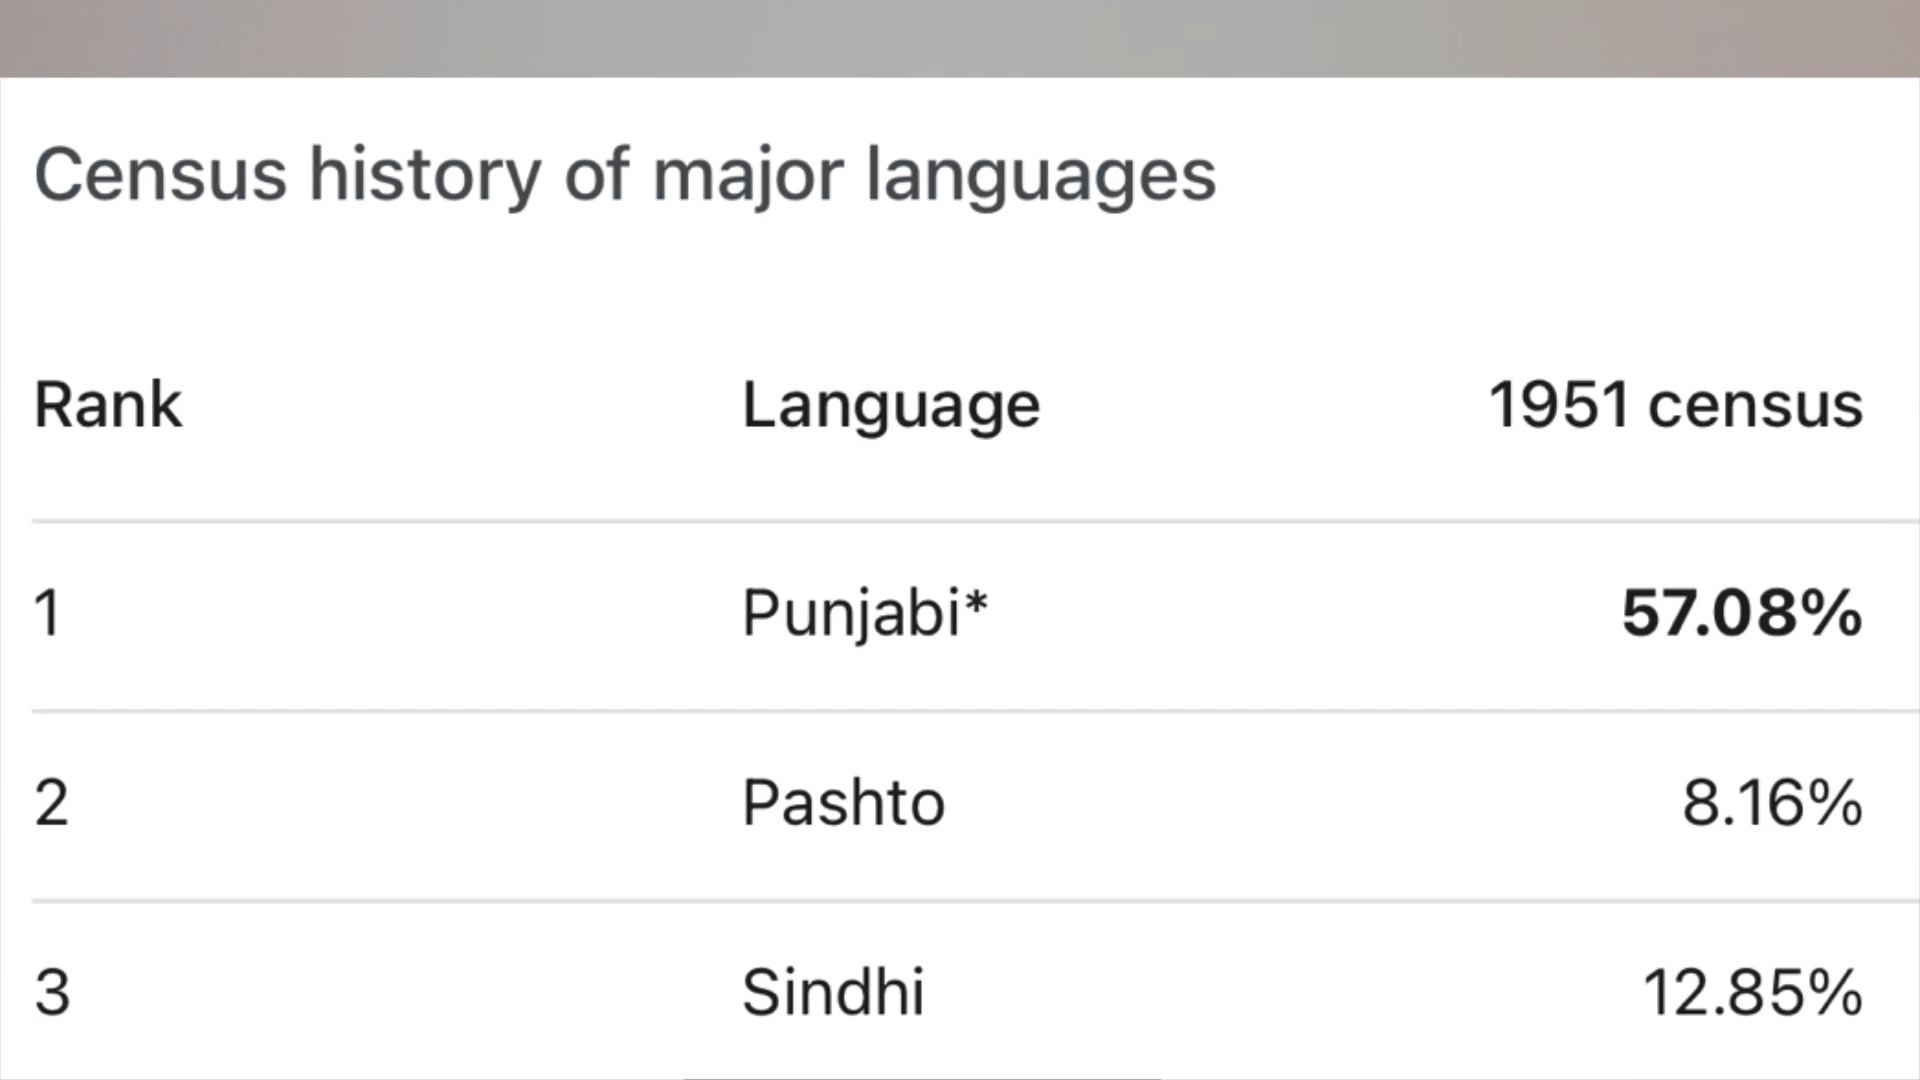 Census history of major languages
Rank Language 1951 census
1 Punjabi* 57.08%
2 Pashto 8.16%
3 Sindhi 12.85%